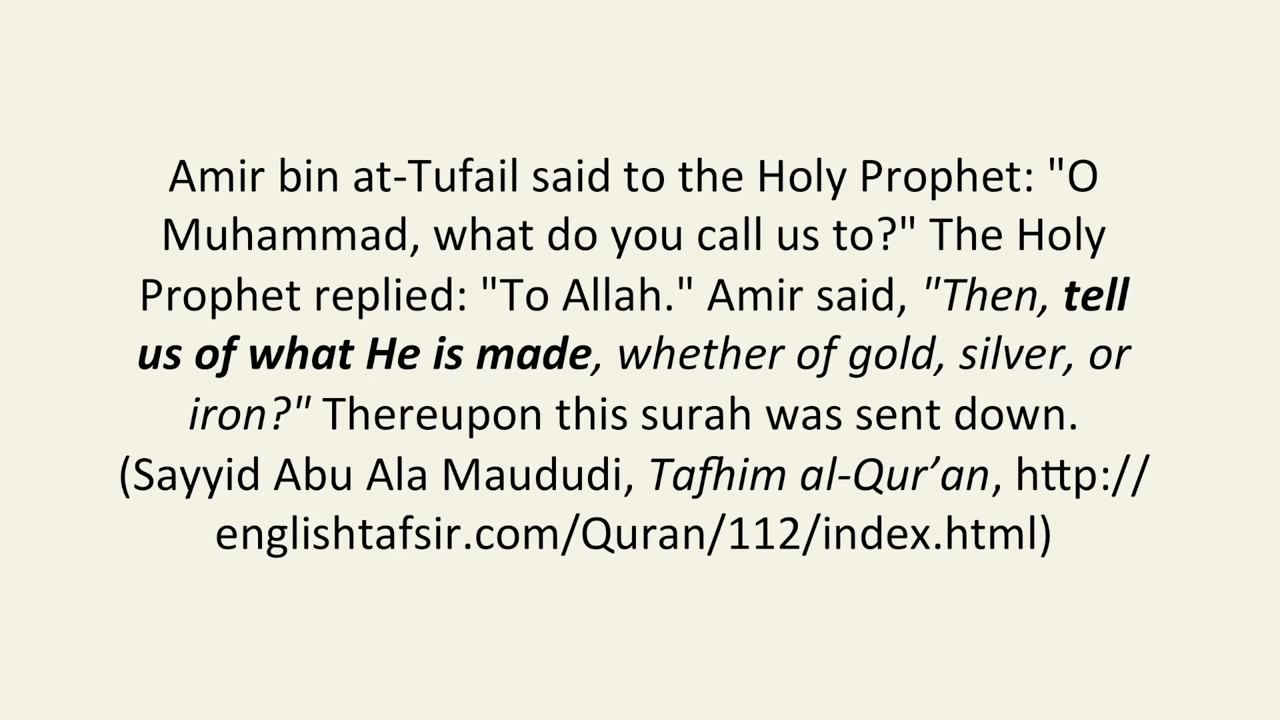 Amir bin at-Tufail said to the Holy Prophet: "O
Muhammad, what do you call us to?" The Holy
Prophet replied: "To Allah." Amir said, "Then, tell
us of what He is made, whether of gold, silver, or
iron?" Thereupon this surah was sent down.
(Sayyid Abu Ala Maududi, Tafhim al-Qur’an, http://
englishtafsir.com/Quran/112/index.html)